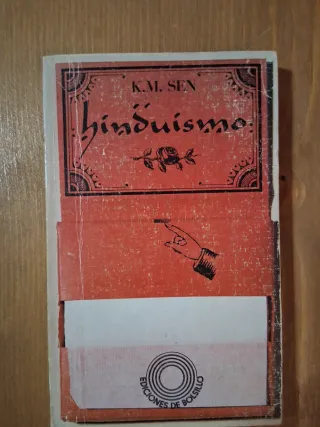 K.M. SEN
hinduismo
EDICIONES DE BOLSILLO